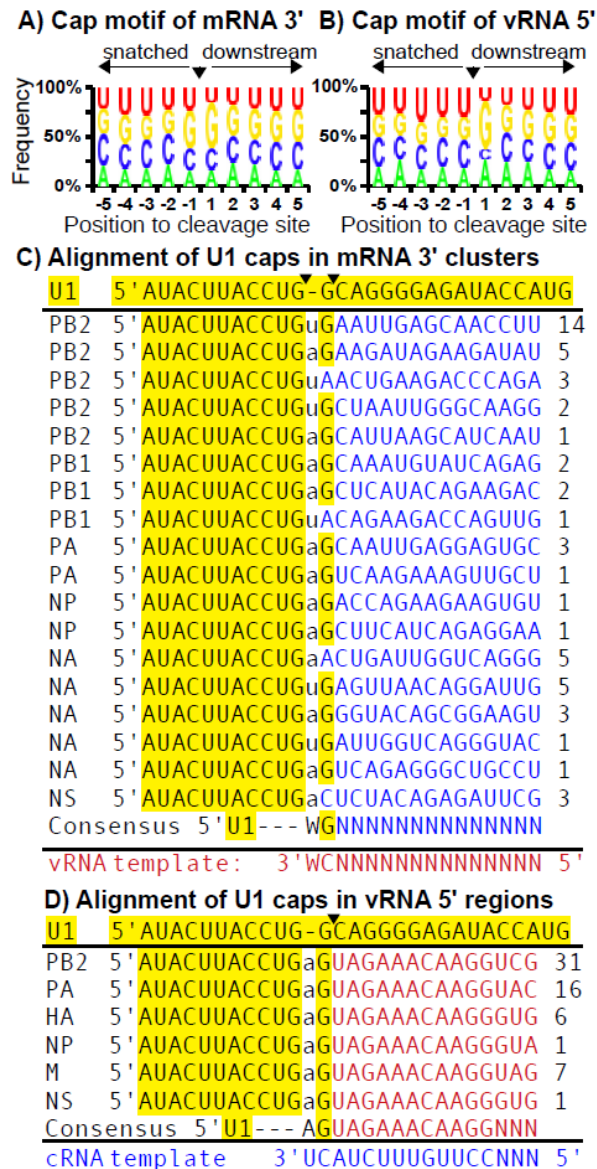 A) Cap motif of mRNA 3' B) Cap motif of vRNA 5'
snatched downstream snatched downstream
Frequency
100% 100%
50% 50%
0% 0%
U U U U U U U U U U U U U U U U U U U U
G G G G G G G G G G G G G G G G G G G G
C C C C C C C C C C C C C C C C C C C C
A A A A A A A A A A A A A A A A A A A A
-5 -4 -3 -2 -1 1 2 3 4 5 -5 -4 -3 -2 -1 1 2 3 4 5
Position to cleavage site Position to cleavage site
C) Alignment of U1 caps in mRNA 3' clusters
U1 5'AUACUUACCUG-GCAGGGGAGAUACCAUG
PB2 5'AUACUUACCUGuGAAUUGAGCAACCUU 14
PB2 5'AUACUUACCUGaGAAGAUAGAAGAUAU 5
PB2 5'AUACUUACCUGuAACUGAAGACCCAGA 3
PB2 5'AUACUUACCUGuGCUAAUUGGGCAAGG 2
PB2 5'AUACUUACCUGaGCAUUAAGCAUCAAU 1
PB1 5'AUACUUACCUGaGCAAAUGUAUCAGAG 2
PB1 5'AUACUUACCUGaGCUCAUACAGAAGAC 2
PB1 5'AUACUUACCUGuACAGAAGACCAGUUG 1
PA 5'AUACUUACCUGaGCAAUUGAGGAGUGC 3
PA 5'AUACUUACCUGaGUCAAGAAAGUUGCU 1
NP 5'AUACUUACCUGaGACCAGAAGAAGUGU 1
NP 5'AUACUUACCUGaGCUUCAUCAGAGGAA 1
NA 5'AUACUUACCUGaACUGAUUGGUCAGGG 5
NA 5'AUACUUACCUGuGAGUUAACAGGAUUG 5
NA 5'AUACUUACCUGaGGGUACAGCGGAAGU 3
NA 5'AUACUUACCUGuGAUUGGUCAGGGUAC 1
NA 5'AUACUUACCUGaGUCAGAGGGCUGCCU 1
NS 5'AUACUUACCUGaCUCUACAGAGAUUCG 3
Consensus 5'U1---WGNNNNNNNNNNNNNN
vRNA template: 3'WCNNNNNNNNNNNNNN 5'
D) Alignment of U1 caps in vRNA 5' regions
U1 5'AUACUUACCUG-GCAGGGGAGAUACCAUG
PB2 5'AUACUUACCUGaGUAGAAACAAGGUCG 31
PA 5'AUACUUACCUGaGUAGAAACAAGGUAC 16
HA 5'AUACUUACCUGaGUAGAAACAAGGGUG 6
NP 5'AUACUUACCUGaGUAGAAACAAGGGUA 1
M 5'AUACUUACCUGaGUAGAAACAAGGUAG 7
NS 5'AUACUUACCUGaGUAGAAACAAGGGUG 1
Consensus 5'U1---AGUAGAAACAAGGNNN
cRNA template 3'UCAUCUUUGUUCCNNN 5'